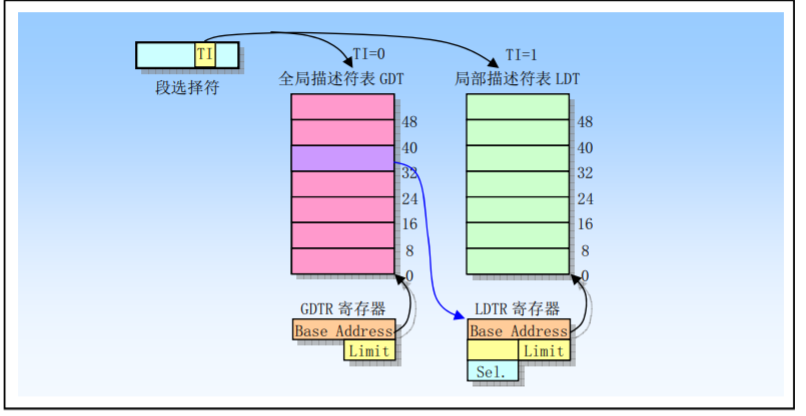 TI
段选择符
TI=0
TI=1
全局描述符表 GDT
局部描述符表 LDT
48
40
32
24
16
8
0
48
40
32
24
16
8
0
GDTR 寄存器
Base Address
Limit
LDTR 寄存器
Base Address
Limit
Sel.